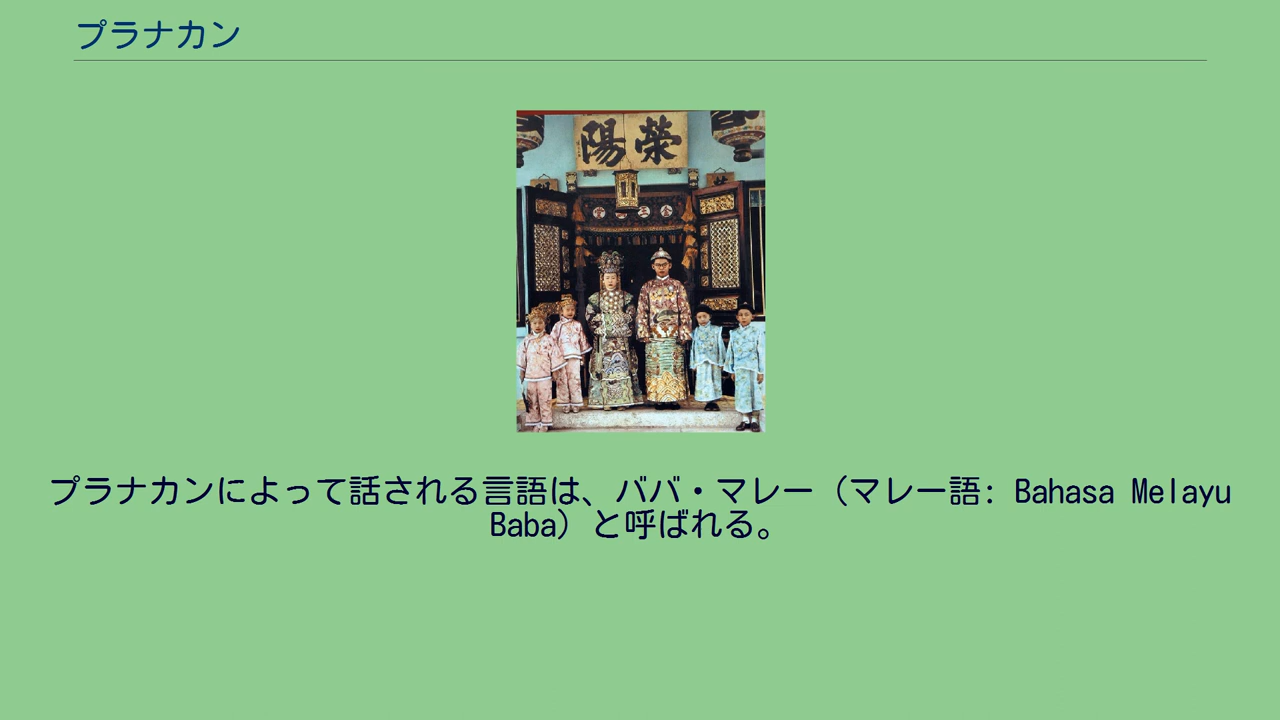 プラナカン
陽榮
プラナカンによって話される言語は、ババ・マレー（マレー語: Bahasa Melayu
Baba）と呼ばれる。